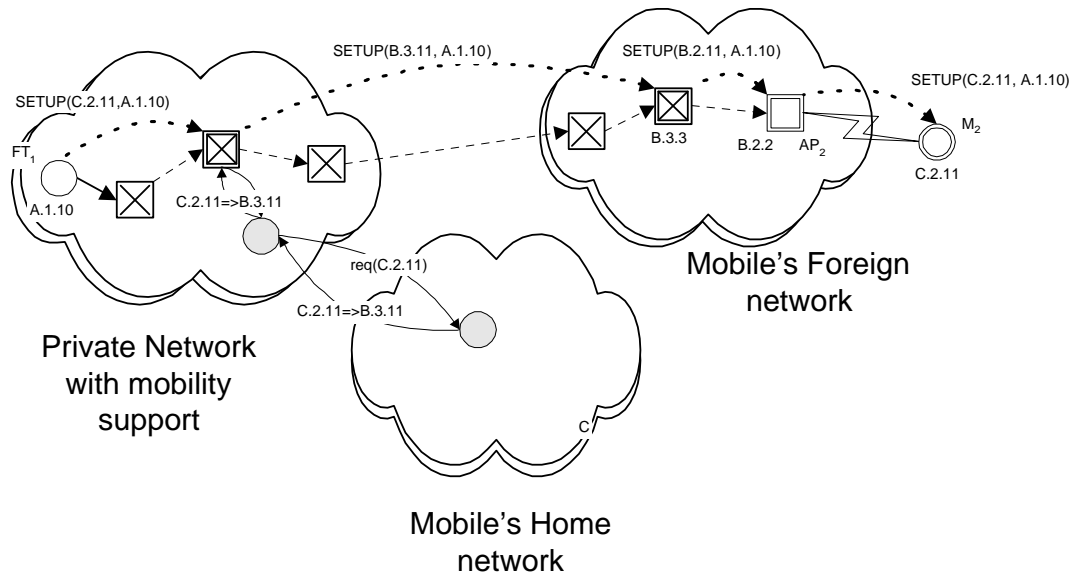 SETUP(B.3.11, A.1.10)
SETUP(B.2.11, A.1.10)
SETUP(C.2.11, A.1.10)
SETUP(C.2.11,A.1.10)
FT1
A.1.10
B.3.3
B.2.2
AP2
M2
C.2.11
C.2.11=>B.3.11
req(C.2.11)
C.2.11=>B.3.11
Mobile's Foreign
network
Private Network
with mobility
support
C
Mobile's Home
network